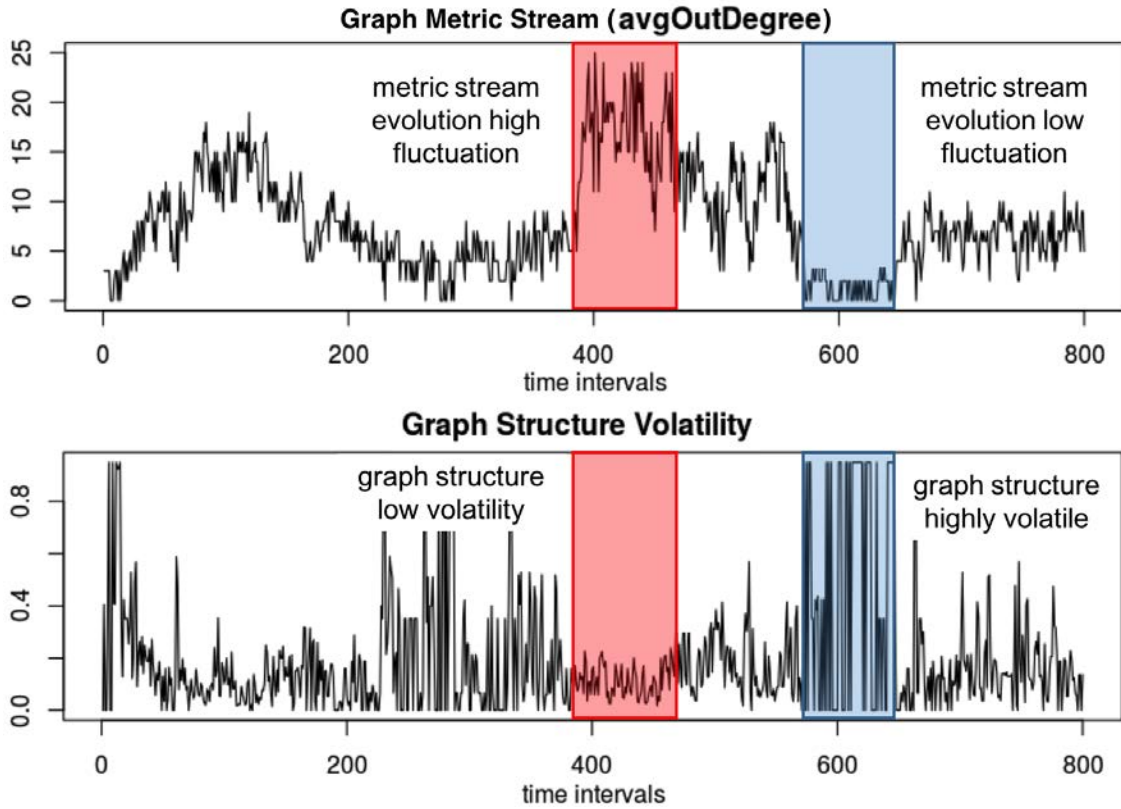 Graph Metric Stream (avgOutDegree)
25
20
15
10
5
0
metric stream
evolution high
fluctuation
metric stream
evolution low
fluctuation
0 200 400 600 800
time intervals
Graph Structure Volatility
0.8
0.4
0.0
graph structure
low volatility
graph structure
highly volatile
0 200 400 600 800
time intervals